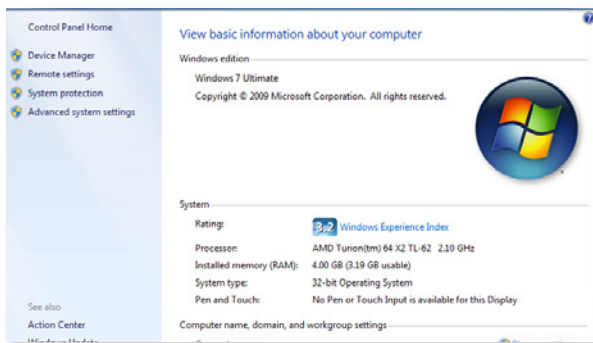 Control Panel Home
Device Manager
Remote settings
System protection
Advanced system settings
See also
Action Center
Windows Update
View basic information about your computer
Windows edition
Windows 7 Ultimate
Copyright © 2009 Microsoft Corporation. All rights reserved.
System
Rating: 3,2 Windows Experience Index
Processor: AMD Turion(tm) 64 X2 TL-62 2.10 GHz
Installed memory (RAM): 4.00 GB (3.19 GB usable)
System type: 32-bit Operating System
Pen and Touch: No Pen or Touch Input is available for this Display
Computer name, domain, and workgroup settings